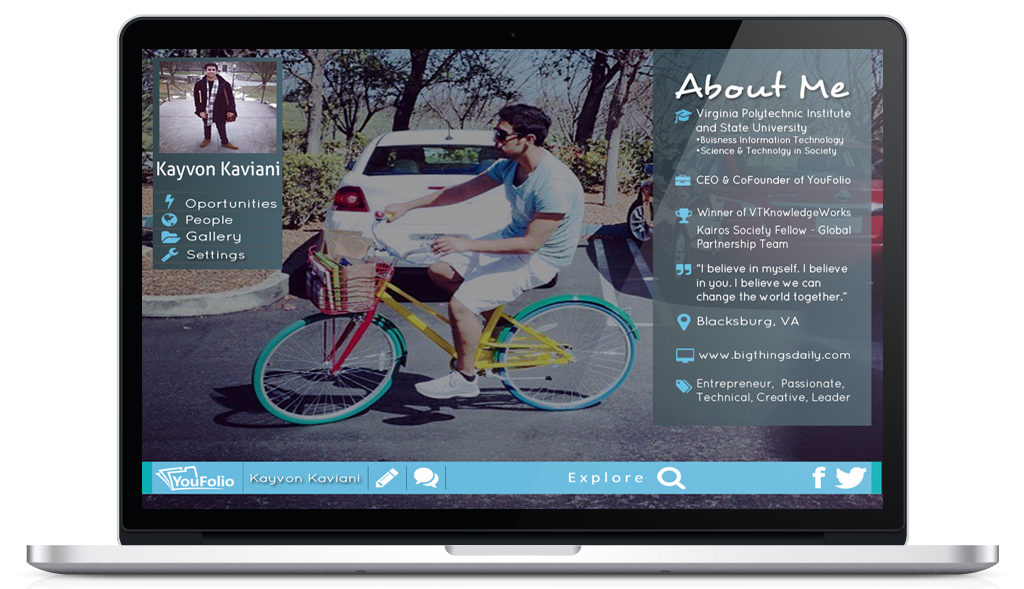 Kayvon Kaviani
Oportunities
People
Gallery
Settings
About Me
Virginia Polytechnic Institute
and State University
•Buisness Information Technology
•Science & Technolgy in Society
CEO & CoFounder of YouFolio
Winner of VTKnowledgeWorks
Kairos Society Fellow - Global
Partnership Team
"I believe in myself, I believe
in you. I believe we can
change the world together."
Blacksburg, VA
www.bigthingsdaily.com
Entrepreneur, Passionate,
Technical, Creative, Leader
YouFolio
Kayvon Kaviani
Explore